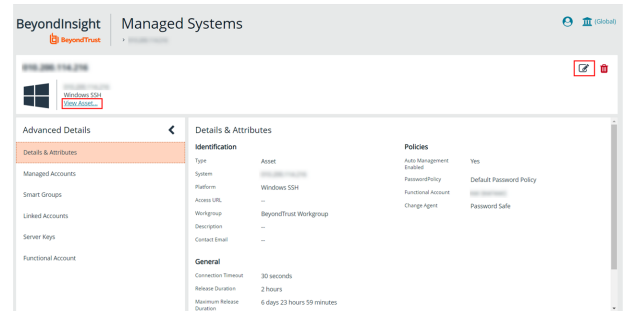 BeyondInsight
BeyondTrust
Managed Systems
(Global)
Windows SSH
View Asset...
Advanced Details
Details & Attributes
Managed Accounts
Smart Groups
Linked Accounts
Server Keys
Functional Account
Details & Attributes
Identification
Type Asset
System
Platform Windows SSH
Access URL --
Workgroup BeyondTrust Workgroup
Description --
Contact Email --
General
Connection Timeout 30 seconds
Release Duration 2 hours
Maximum Release
Duration 6 days 23 hours 59 minutes
Policies
Auto Management
Enabled Yes
PasswordPolicy Default Password Policy
Functional Account
Change Agent Password Safe